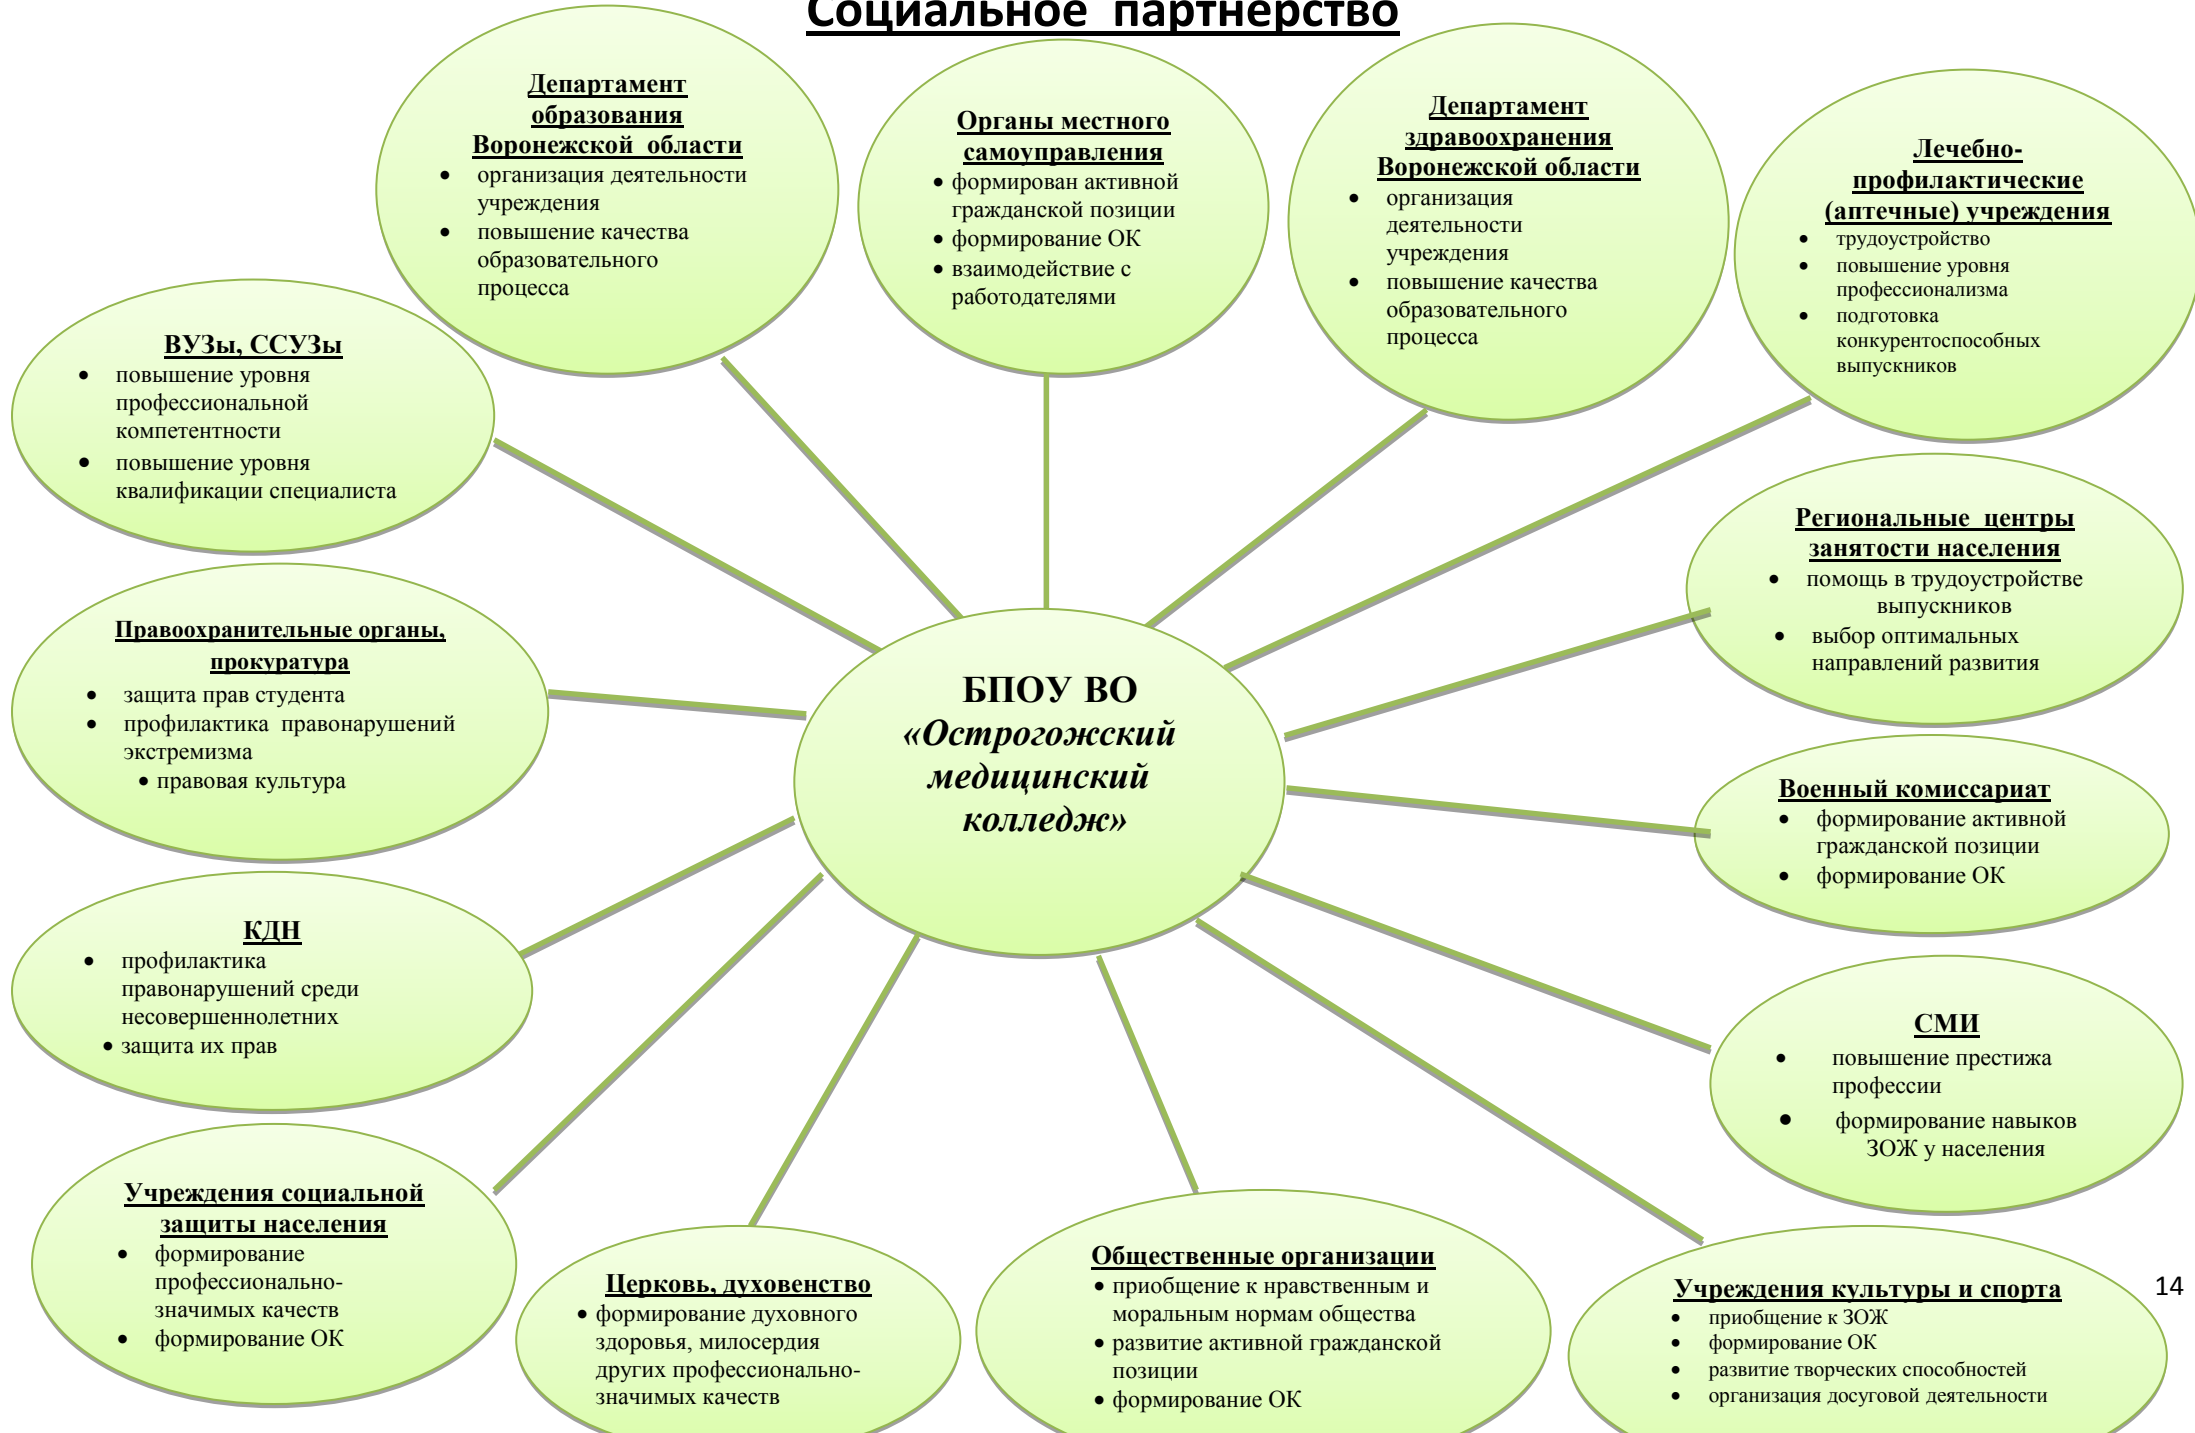 Социальное партнерство
Департамент
образования
Воронежской области
• организация деятельности
учреждения
• повышение качества
образовательного
процесса
Органы местного
самоуправления
• формирован активной
гражданской позиции
• формирование ОК
• взаимодействие с
работодателями
Департамент
здравоохранения
Воронежской области
• организация
деятельности
учреждения
• повышение качества
образовательного
процесса
Лечебно-
профилактические
(аптечные) учреждения
• трудоустройство
• повышение уровня
профессионализма
• подготовка
конкурентоспособных
выпускников
ВУЗы, ССУЗы
• повышение уровня
профессиональной
компетентности
• повышение уровня
квалификации специалиста
Региональные центры
занятости населения
• помощь в трудоустройстве
выпускников
• выбор оптимальных
направлений развития
Правоохранительные органы,
прокуратура
• защита прав студента
• профилактика правонарушений
экстремизма
• правовая культура
БПОУ ВО
«Острогожский
медицинский
колледж»
Военный комиссариат
• формирование активной
гражданской позиции
• формирование ОК
КДН
• профилактика
правонарушений среди
несовершеннолетних
• защита их прав
СМИ
• повышение престижа
профессии
• формирование навыков
ЗОЖ у населения
Учреждения социальной
защиты населения
• формирование
профессионально-
значимых качеств
• формирование ОК
Церковь, духовенство
• формирование духовного
здоровья, милосердия
других профессионально-
значимых качеств
Общественные организации
• приобщение к нравственным и
моральным нормам общества
• развитие активной гражданской
позиции
• формирование ОК
Учреждения культуры и спорта
• приобщение к ЗОЖ
• формирование ОК
• развитие творческих способностей
• организация досуговой деятельности
14